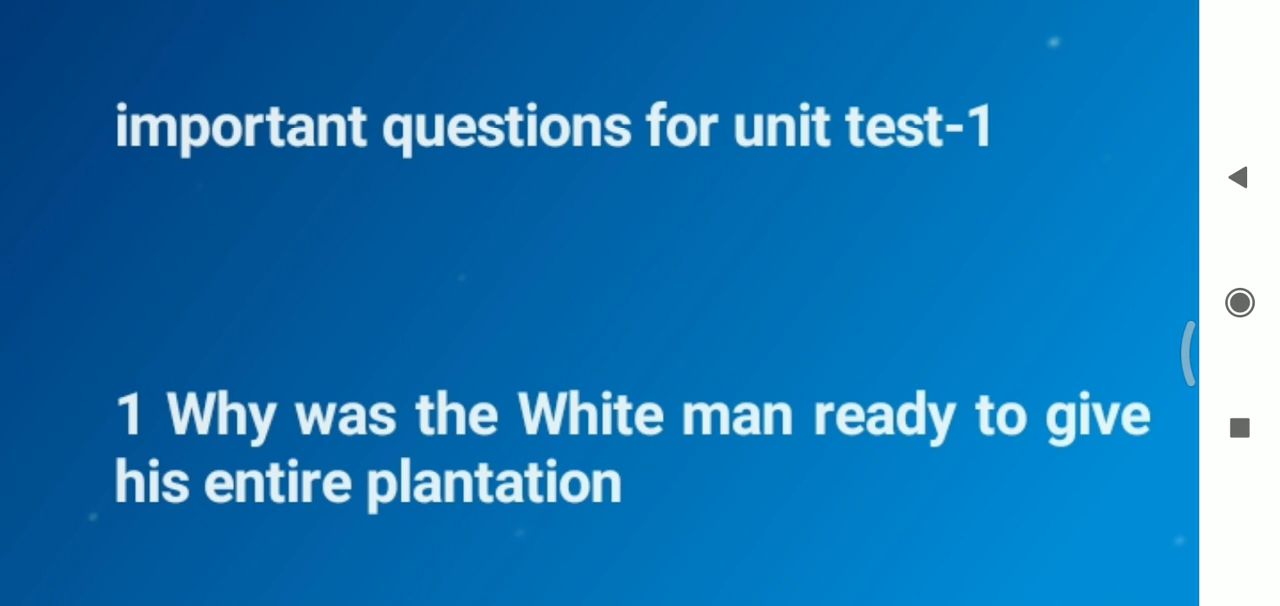 important questions for unit test-1
1 Why was the White man ready to give
his entire plantation